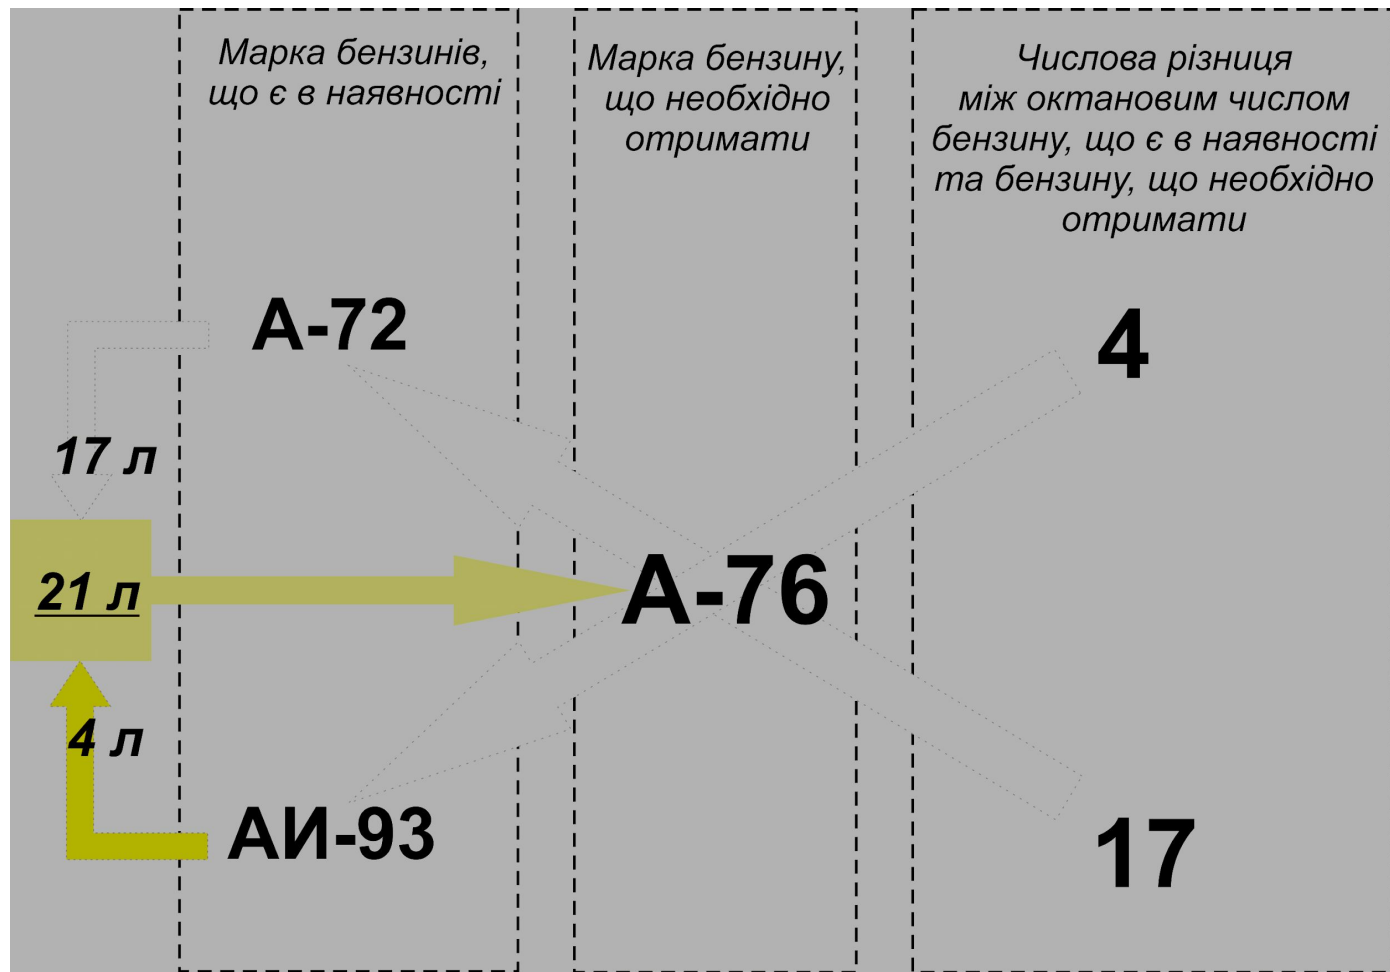 Марка бензинів,
що є в наявності
Марка бензину,
що необхідно
отримати
Числова різниця
між октановим числом
бензину, що є в наявності
та бензину, що необхідно
отримати
А-72
4
17 л
21 л
А-76
4 л
АИ-93
17